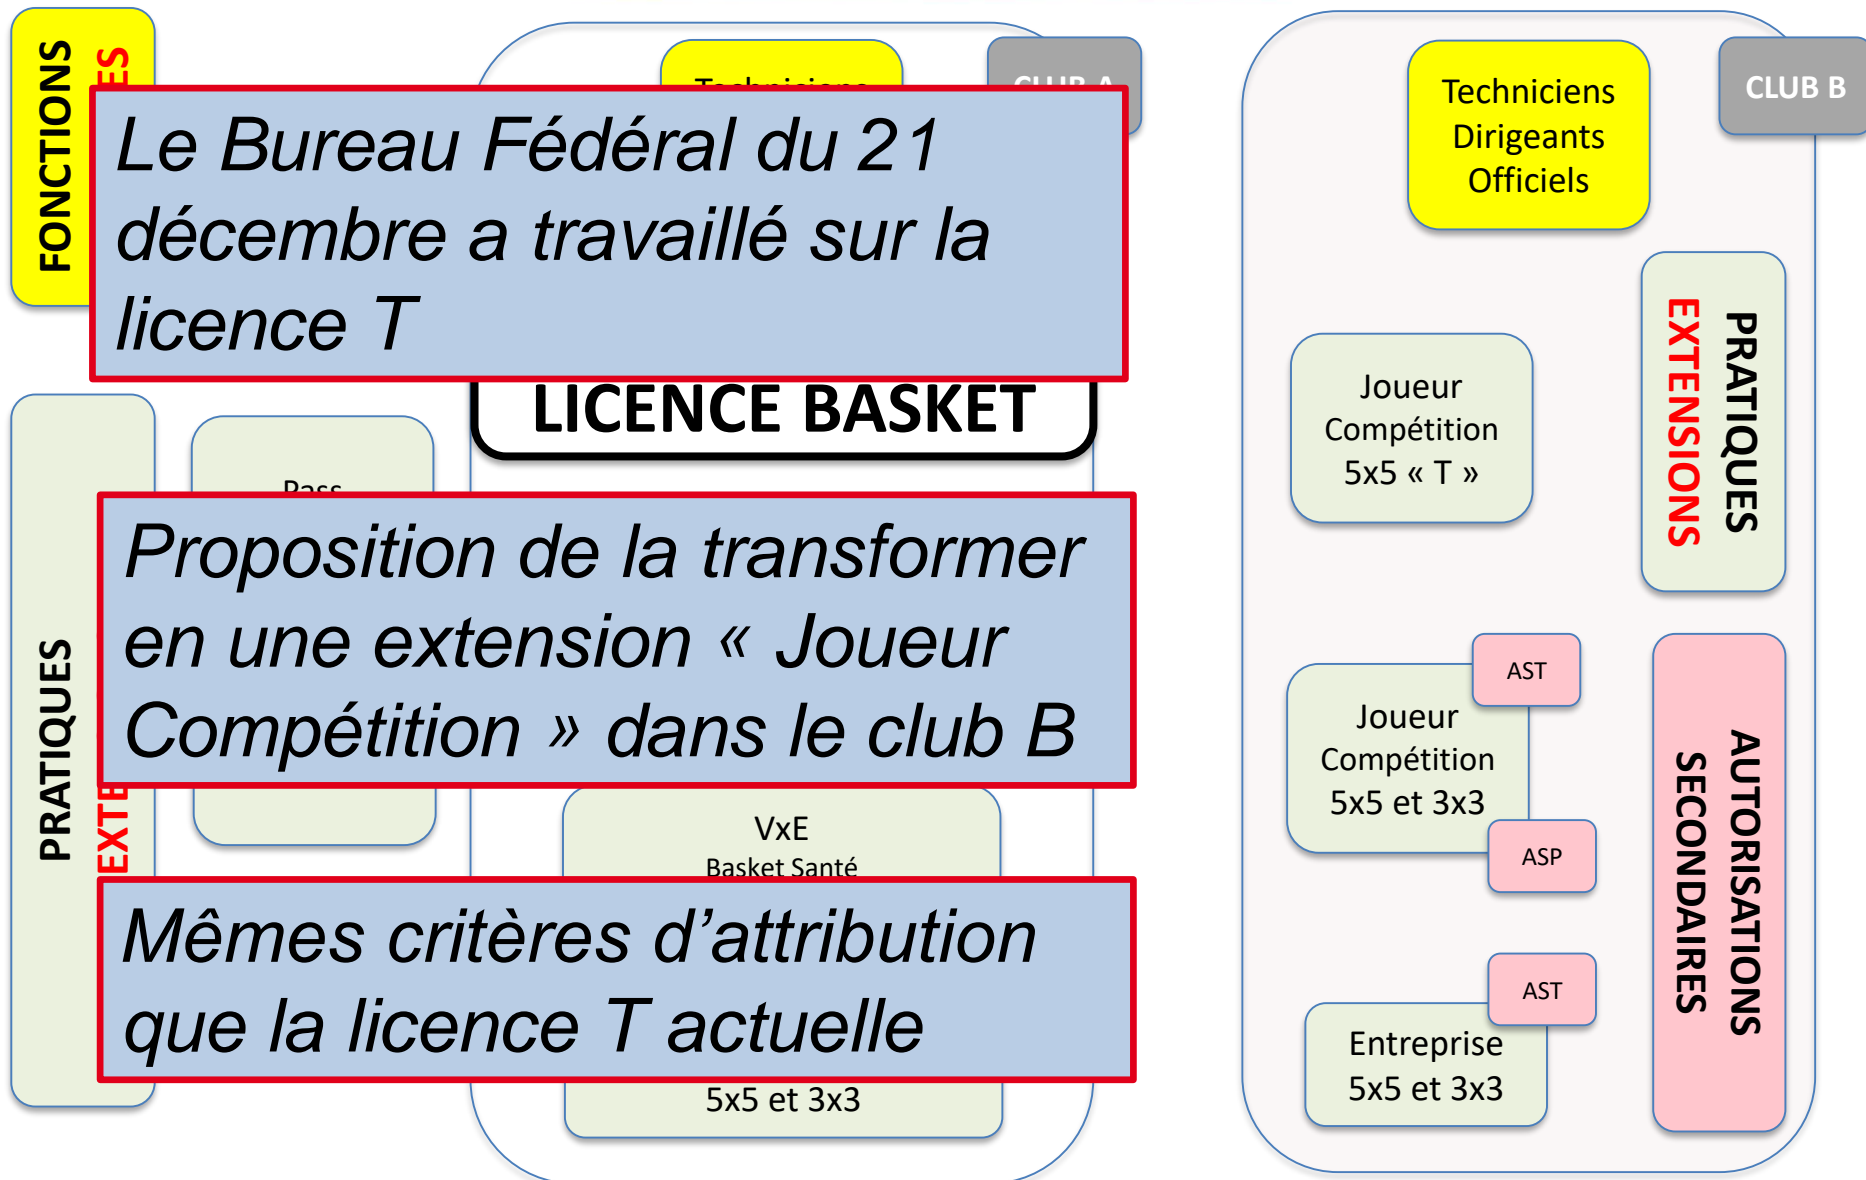 FONCTIONS
CLUB A
Le Bureau Fédéral du 21
décembre a travaillé sur la
licence T
LICENCE BASKET
PRATIQUES
Pass
Proposition de la transformer
en une extension « Joueur
Compétition » dans le club B
VxE
Basket Santé
Mêmes critères d’attribution
que la licence T actuelle
5x5 et 3x3
CLUB B
Techniciens
Dirigeants
Officiels
PRATIQUES
EXTENSIONS
Joueur
Compétition
5x5 « T »
AST
Joueur
Compétition
5x5 et 3x3
ASP
AUTORISATIONS
SECONDAIRES
AST
Entreprise
5x5 et 3x3